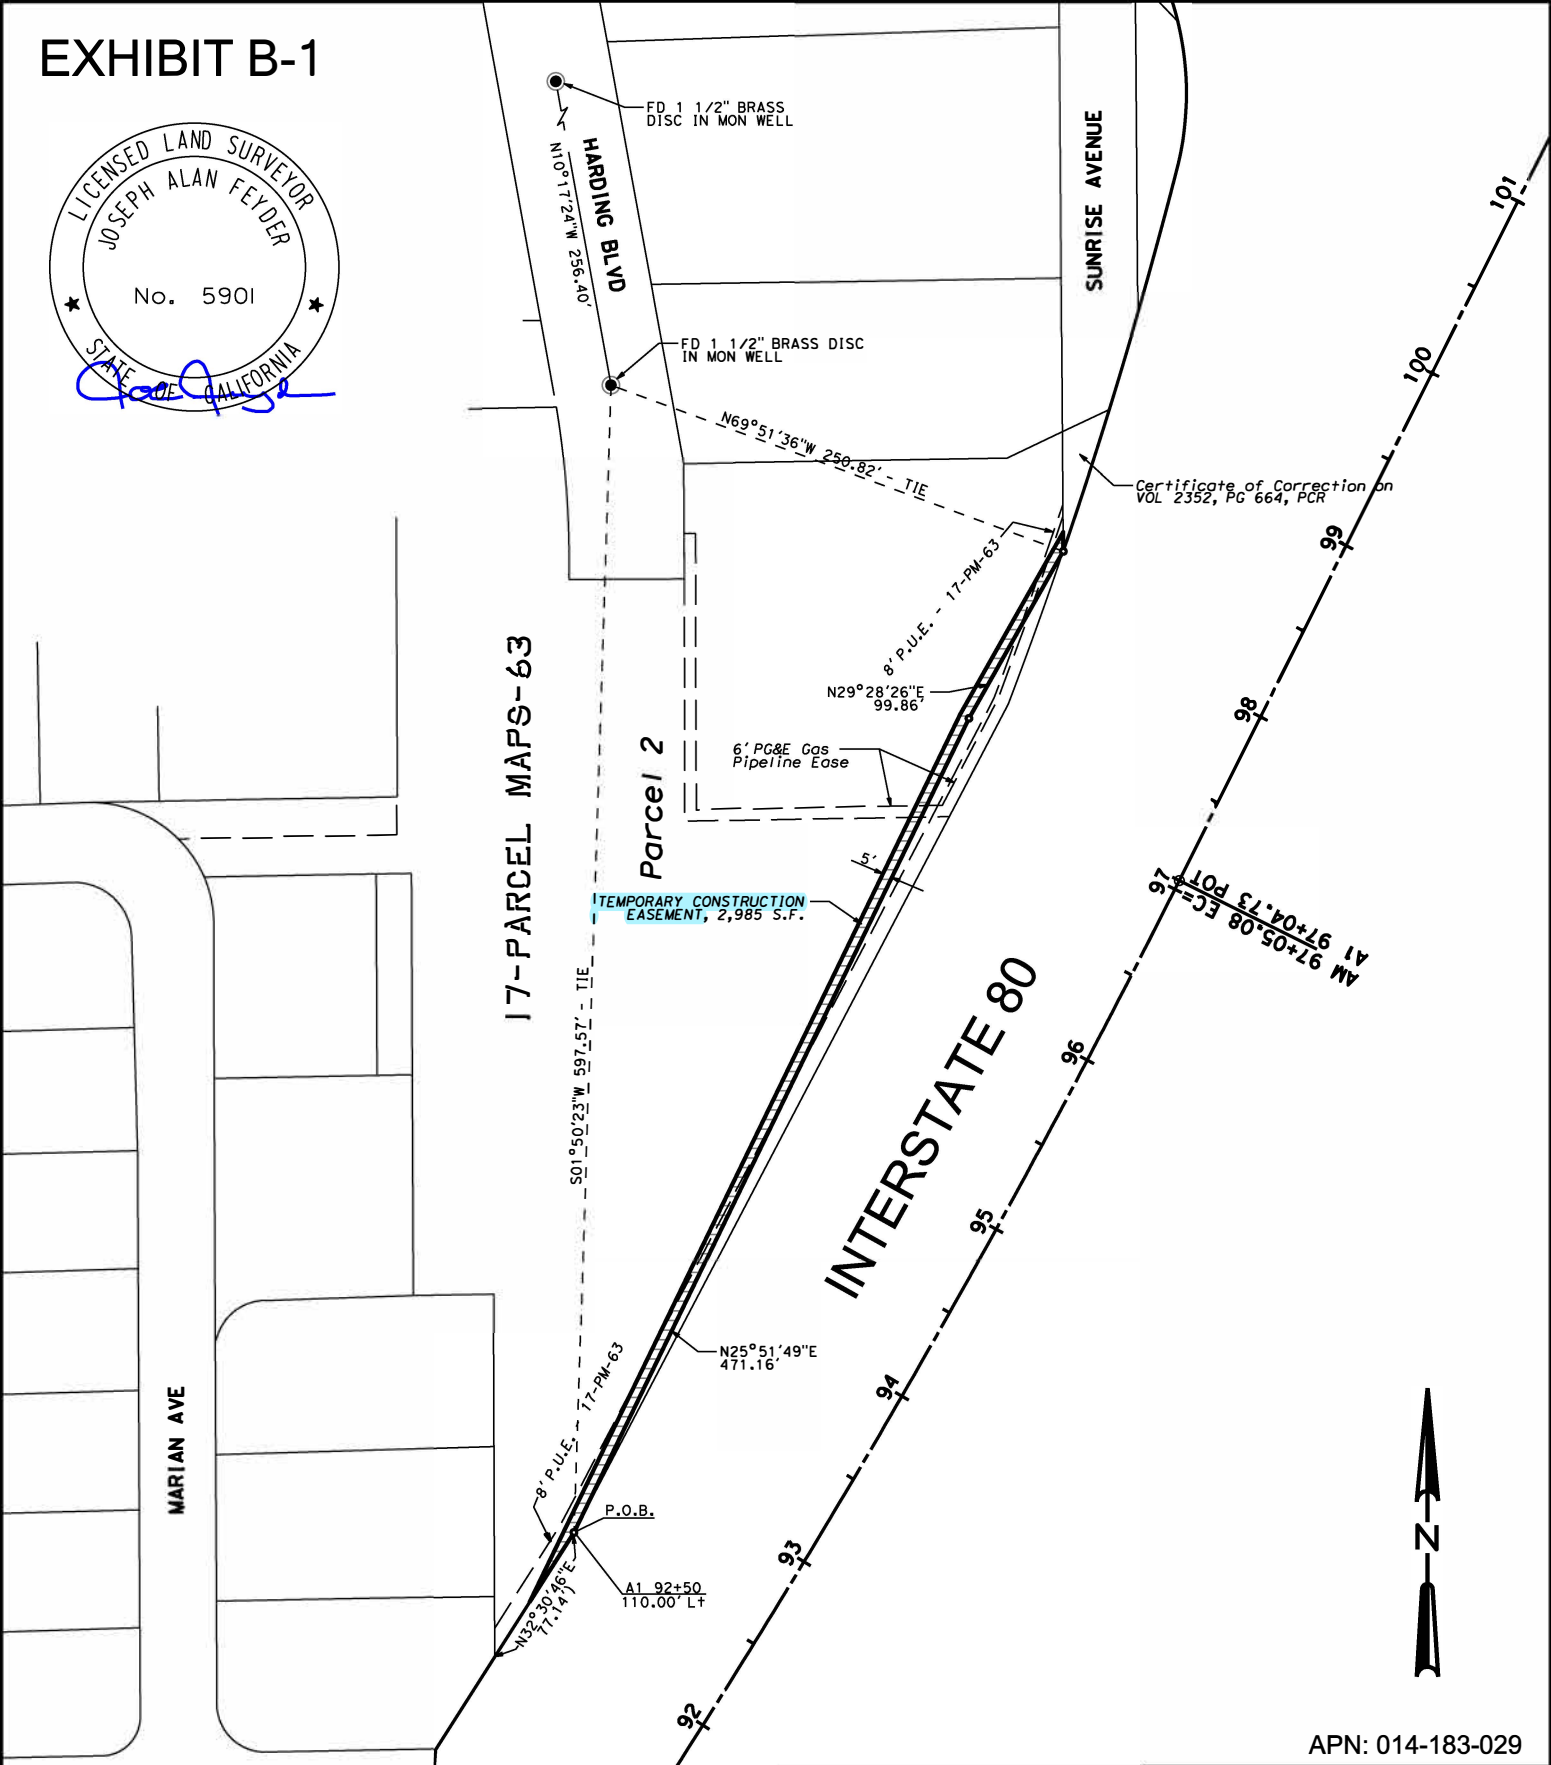 EXHIBIT B-1
LICENSED LAND SURVEYOR
JOSEPH ALAN FEYDER
No. 5901
STATE OF CALIFORNIA
FD 1 1/2" BRASS
DISC IN MON WELL
HARDING BLVD
N10°17'24"W 256.40'
SUNRISE AVENUE
FD 1 1/2" BRASS DISC
IN MON WELL
N69°51'36"W 250.82' - TIE
Certificate of Correction on
VOL 2352, PG 664, PCR
8' P.U.E. - 17-PM-63
N29°28'26"E
99.86'
6' PG&E Gas
Pipeline Ease
17-PARCEL MAPS-63
Parcel 2
5'
TEMPORARY CONSTRUCTION
EASEMENT, 2,985 S.F.
S01°50'23"W 597.57' - TIE
INTERSTATE 80
101
100
99
98
97
AM 97+05.08 EC=
A1 97+04.73 POT
96
95
94
93
92
N25°51'49"E
471.16'
8' P.U.E. - 17-PM-63
P.O.B.
A1 92+50
110.00' Lt
N32°30'46"E
77.14')
MARIAN AVE
N
APN: 014-183-029